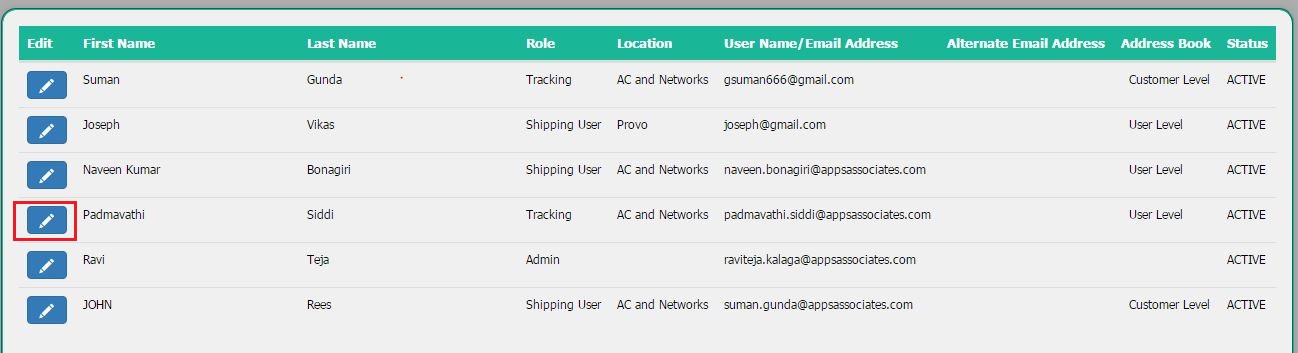 Edit First Name Last Name Role Location User Name/Email Address Alternate Email Address Address Book Status
Suman Gunda Tracking AC and Networks gsuman666@gmail.com Customer Level ACTIVE
Joseph Vikas Shipping User Provo joseph@gmail.com User Level ACTIVE
Naveen Kumar Bonagiri Shipping User AC and Networks naveen.bonagiri@appsassociates.com User Level ACTIVE
Padmavathi Siddi Tracking AC and Networks padmavathi.siddi@appsassociates.com User Level ACTIVE
Ravi Teja Admin raviteja.kalaga@appsassociates.com ACTIVE
JOHN Rees Shipping User AC and Networks suman.gunda@appsassociates.com Customer Level ACTIVE